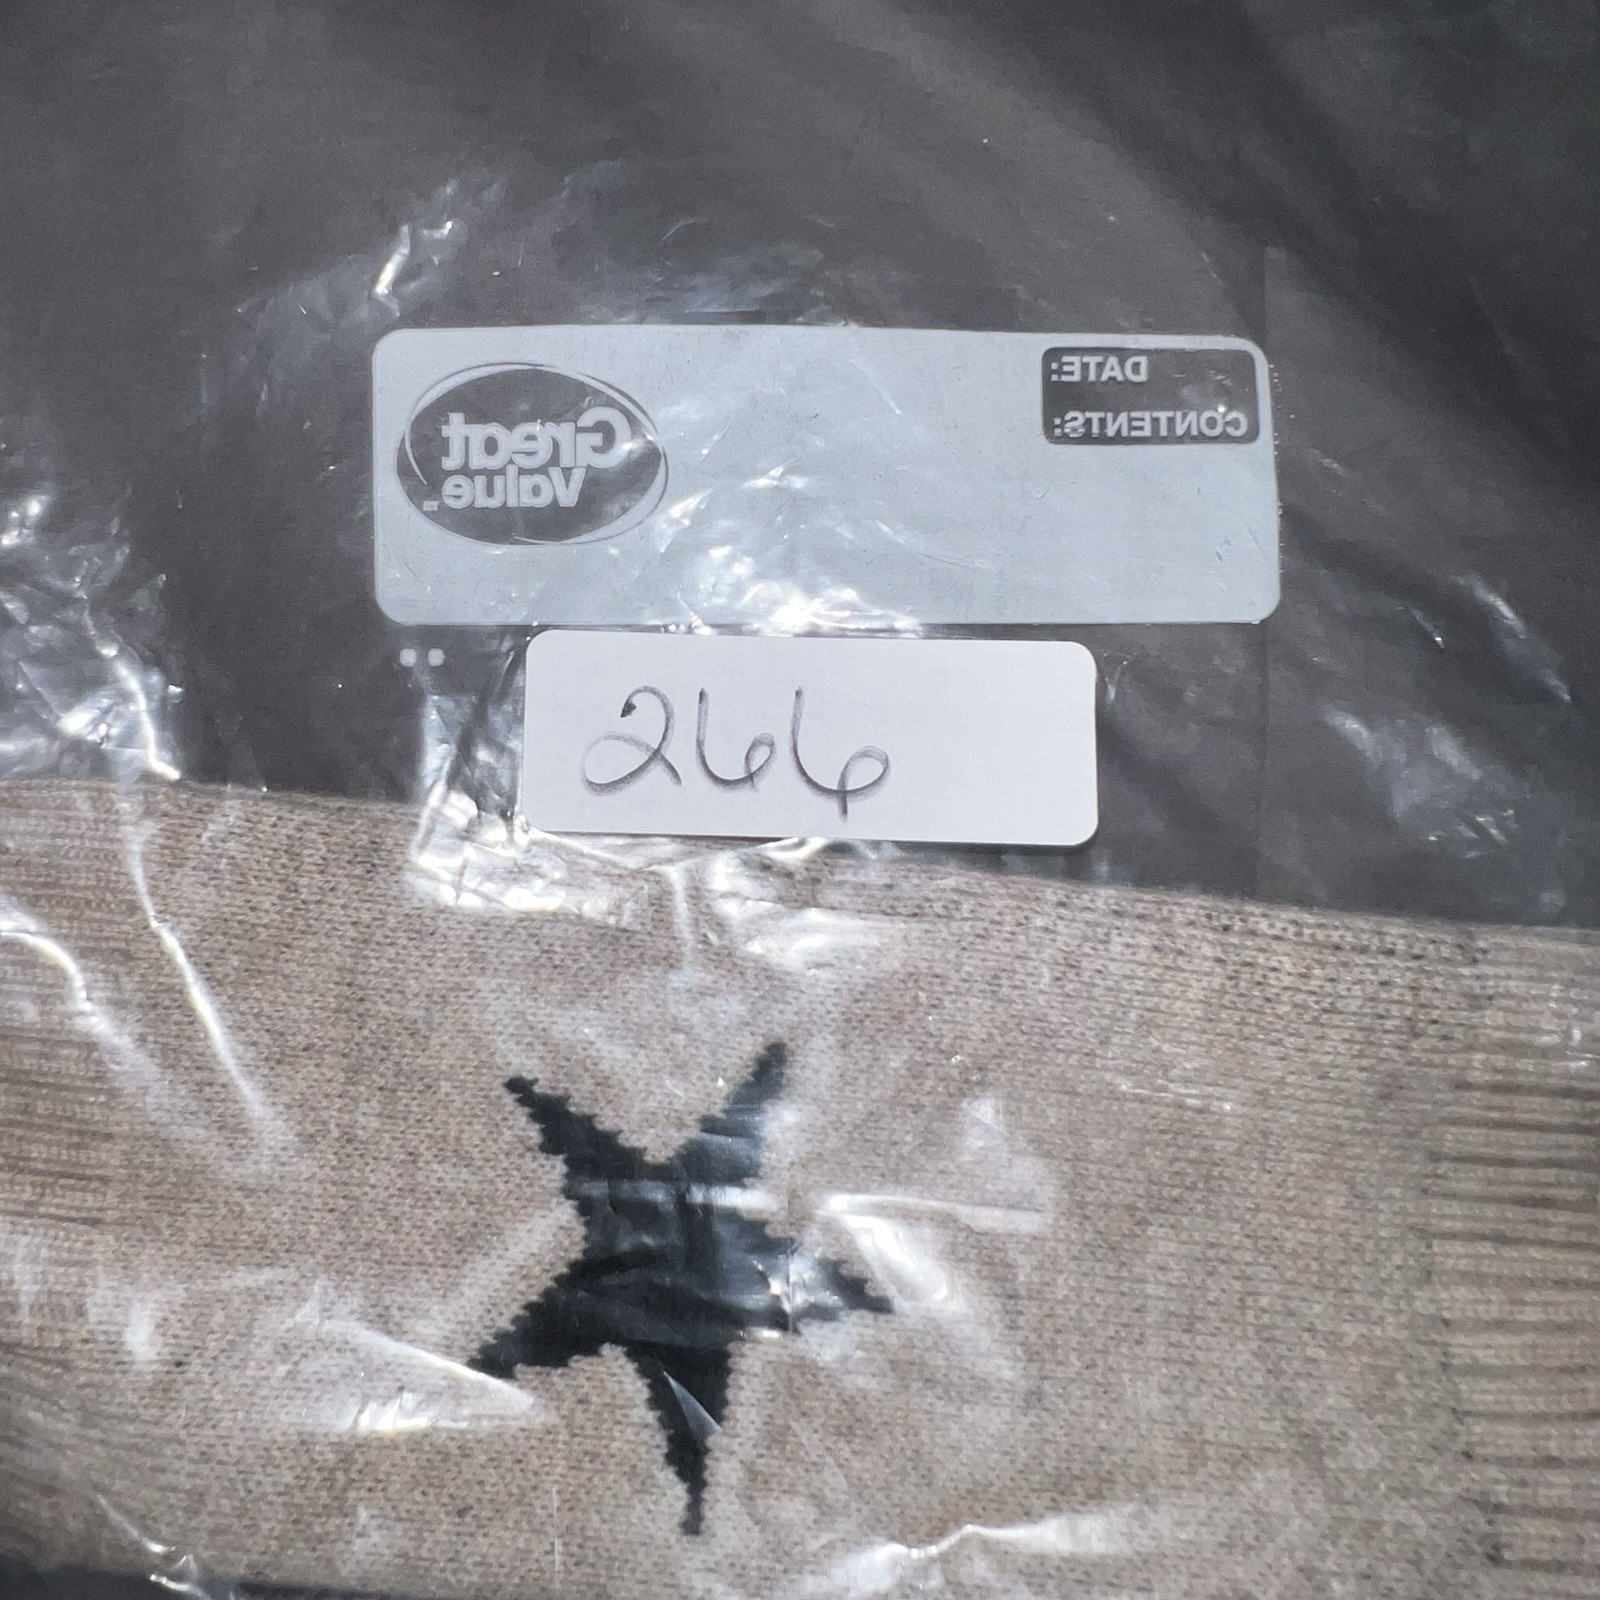 DATE:
CONTENTS:
Great
Value
266